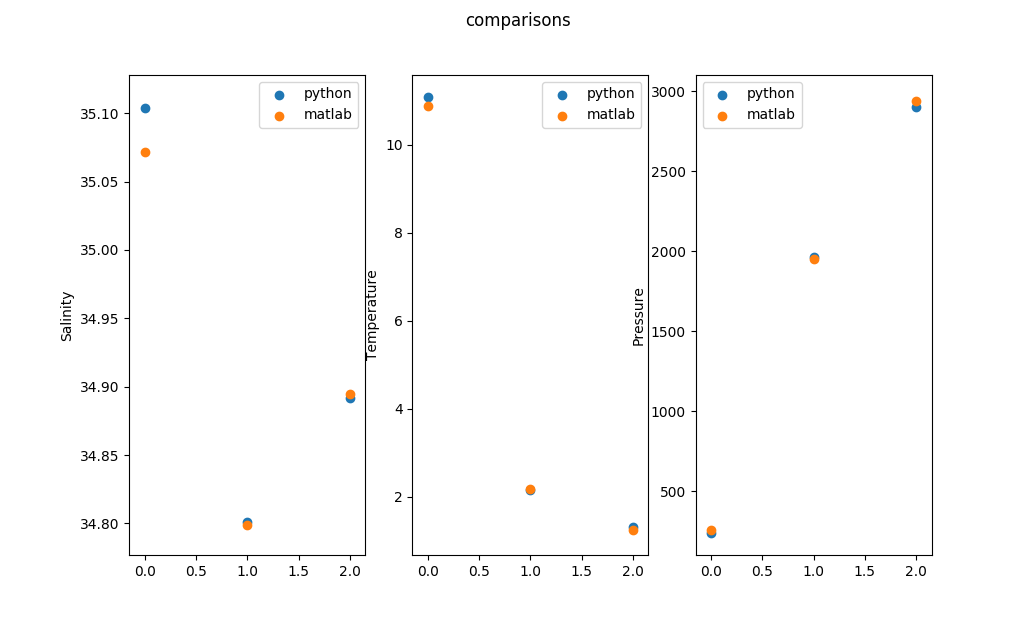 comparisons
Salinity
35.10
35.05
35.00
34.95
34.90
34.85
34.80
0.0 0.5 1.0 1.5 2.0
python
matlab
Temperature
10
8
6
4
2
0.0 0.5 1.0 1.5 2.0
python
matlab
Pressure
3000
2500
2000
1500
1000
500
0.0 0.5 1.0 1.5 2.0
python
matlab